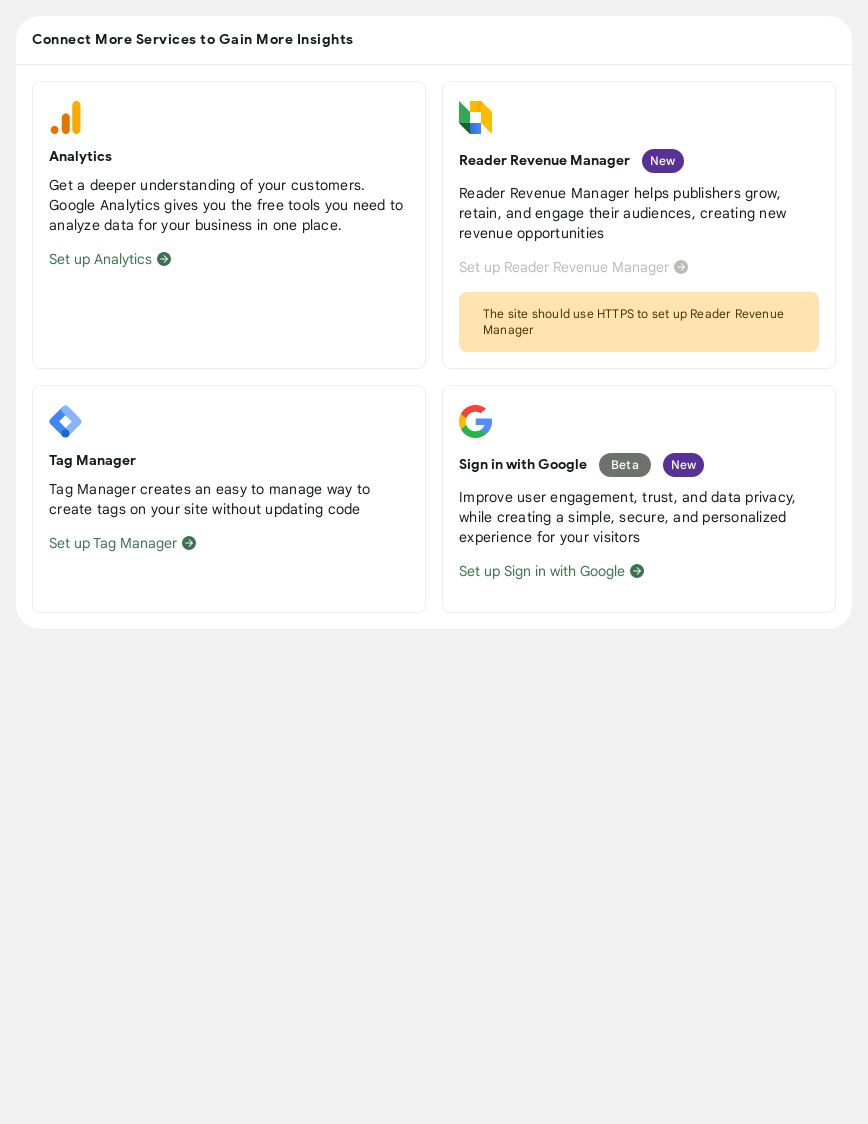 Connect More Services to Gain More Insights
Analytics
Get a deeper understanding of your customers.
Google Analytics gives you the free tools you need to
analyze data for your business in one place.
Set up Analytics
Reader Revenue Manager New
Reader Revenue Manager helps publishers grow,
retain, and engage their audiences, creating new
revenue opportunities
Set up Reader Revenue Manager
The site should use HTTPS to set up Reader Revenue
Manager
Tag Manager
Tag Manager creates an easy to manage way to
create tags on your site without updating code
Set up Tag Manager
Sign in with Google Beta New
Improve user engagement, trust, and data privacy,
while creating a simple, secure, and personalized
experience for your visitors
Set up Sign in with Google